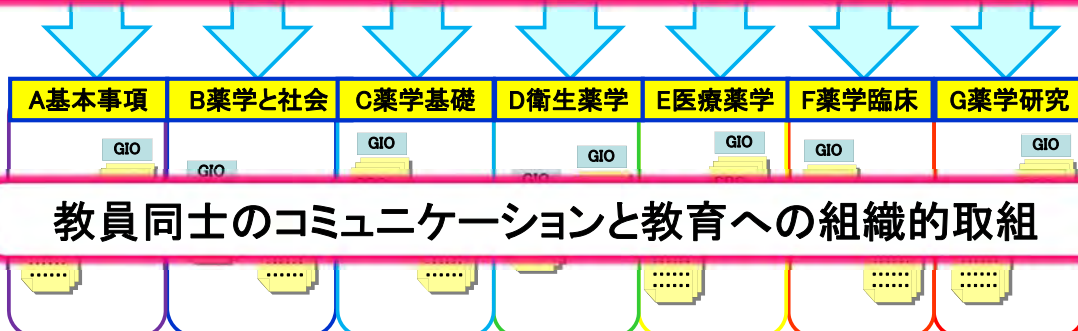 A基本事項 B薬学と社会 C薬学基礎 D衛生薬学 E医療薬学 F薬学臨床 G薬学研究
GIO GIO GIO GIO GIO GIO
GIO
教員同士のコミュニケーションと教育への組織的取組